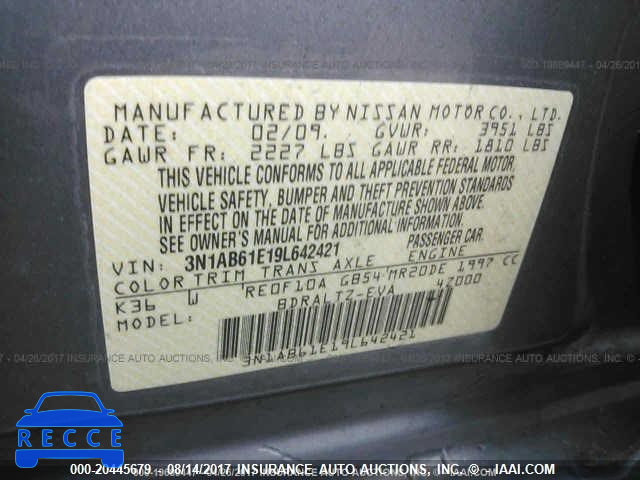 MANUFACTURED BY NISSAN MOTOR CO., LTD.
DATE: 02/09. GVWR: 3951 LBS
GAWR FR: 2227 LBS GAWR RR: 1810 LBS
THIS VEHICLE CONFORMS TO ALL APPLICABLE FEDERAL MOTOR
VEHICLE SAFETY, BUMPER AND THEFT PREVENTION STANDARDS
IN EFFECT ON THE DATE OF MANUFACTURE SHOWN ABOVE.
SEE OWNER'S MANUAL FOR ADDITIONAL INFORMATION.
VIN: 3N1AB61E19L642421 PASSENGER CAR
COLOR TRIM TRANS AXLE ENGINE
K36 W RE0F10A GB54 MR20DE 1997 CC
MODEL: BDRALTZ-EVA 42000
3N1AB61E19L642421
RECCE
000-20445679 - 08/14/2017 INSURANCE AUTO AUCTIONS, INC. - © - IAAI.COM